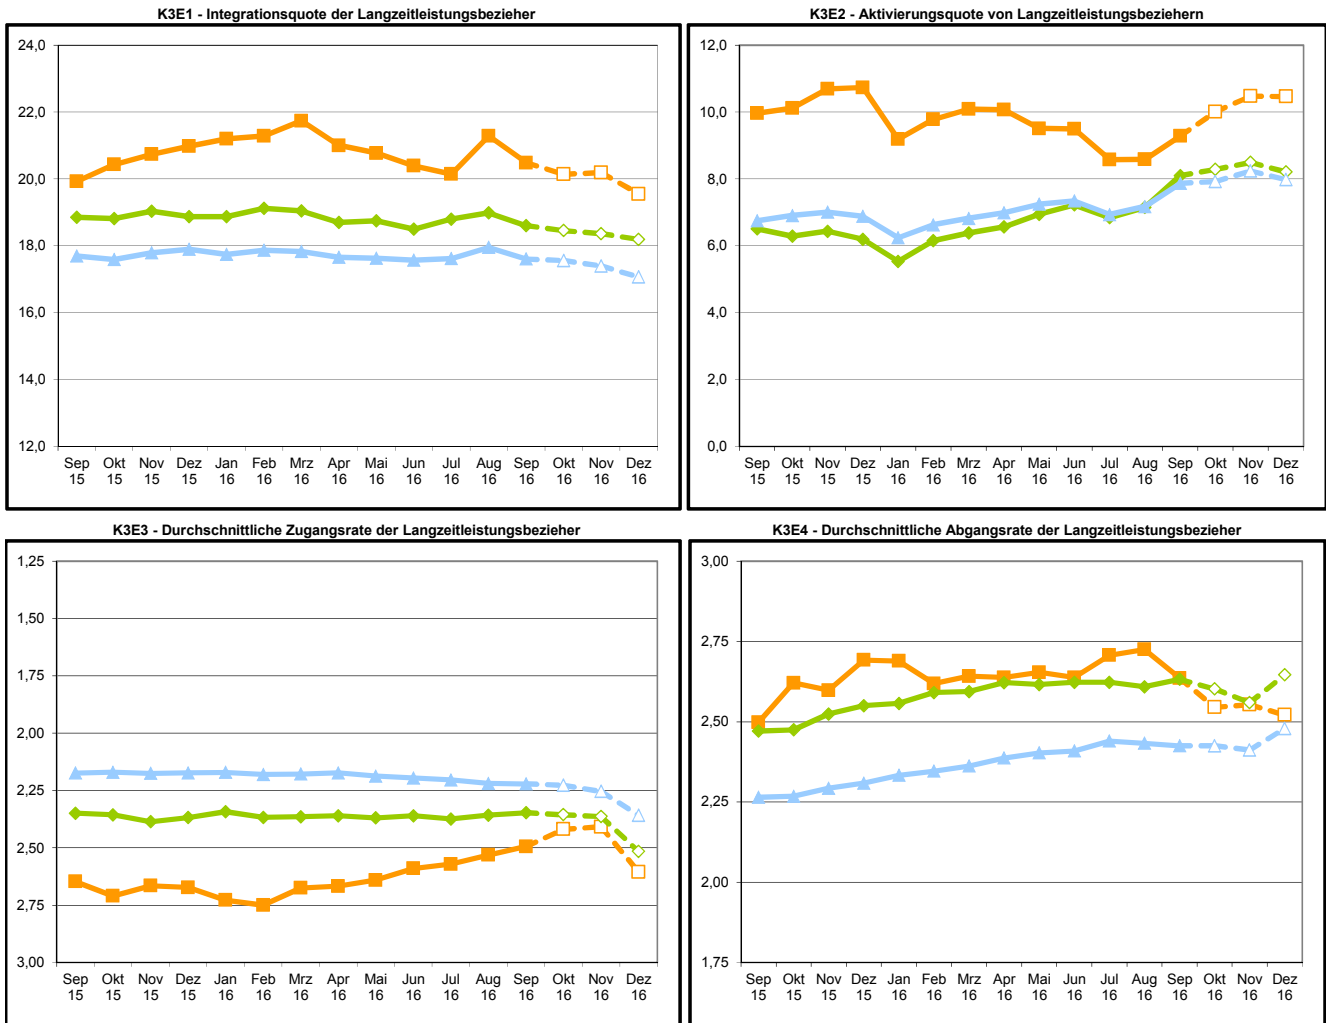 K3E1 - Integrationsquote der Langzeitleistungsbezieher
24,0
22,0
20,0
18,0
16,0
14,0
12,0
Sep Okt Nov Dez Jan Feb Mrz Apr Mai Jun Jul Aug Sep Okt Nov Dez
15 15 15 15 16 16 16 16 16 16 16 16 16 16 16 16
K3E2 - Aktivierungsquote von Langzeitleistungsbeziehern
12,0
10,0
8,0
6,0
4,0
2,0
0,0
Sep Okt Nov Dez Jan Feb Mrz Apr Mai Jun Jul Aug Sep Okt Nov Dez
15 15 15 15 16 16 16 16 16 16 16 16 16 16 16 16
K3E3 - Durchschnittliche Zugangsrate der Langzeitleistungsbezieher
1,25
1,50
1,75
2,00
2,25
2,50
2,75
3,00
Sep Okt Nov Dez Jan Feb Mrz Apr Mai Jun Jul Aug Sep Okt Nov Dez
15 15 15 15 16 16 16 16 16 16 16 16 16 16 16 16
K3E4 - Durchschnittliche Abgangsrate der Langzeitleistungsbezieher
3,00
2,75
2,50
2,25
2,00
1,75
Sep Okt Nov Dez Jan Feb Mrz Apr Mai Jun Jul Aug Sep Okt Nov Dez
15 15 15 15 16 16 16 16 16 16 16 16 16 16 16 16